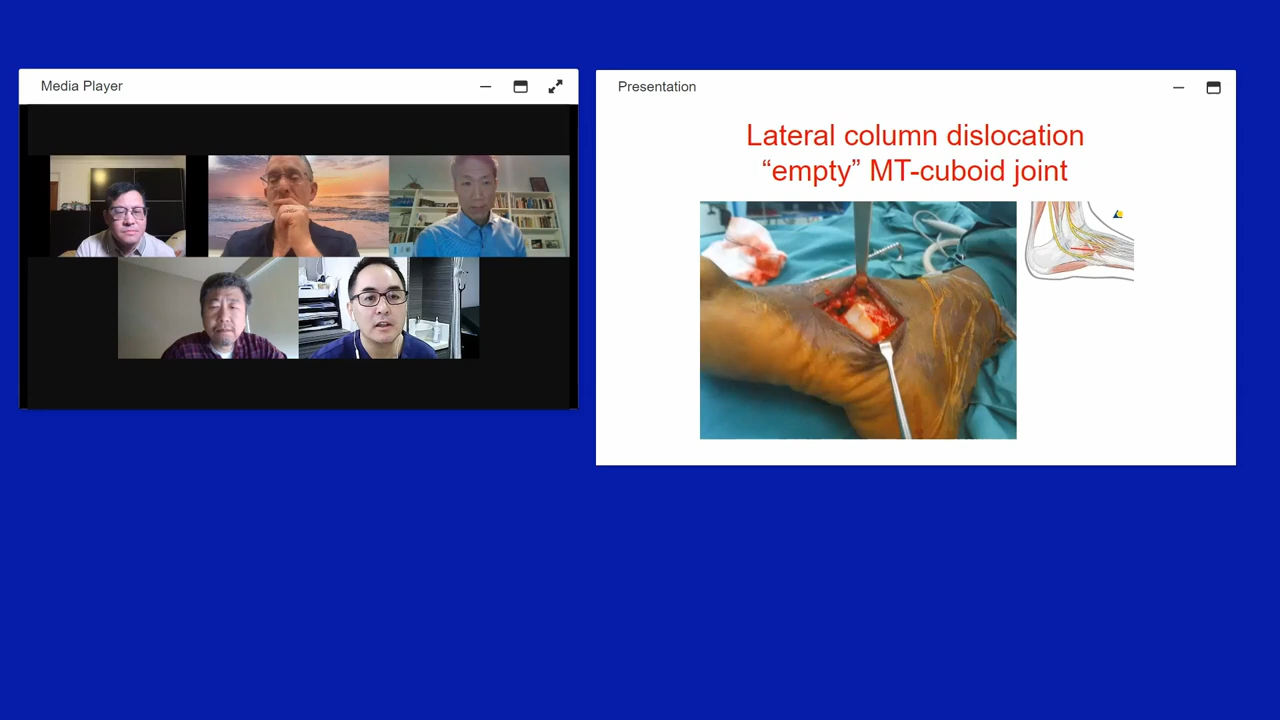 Media Player
Presentation
Lateral column dislocation
“empty” MT-cuboid joint